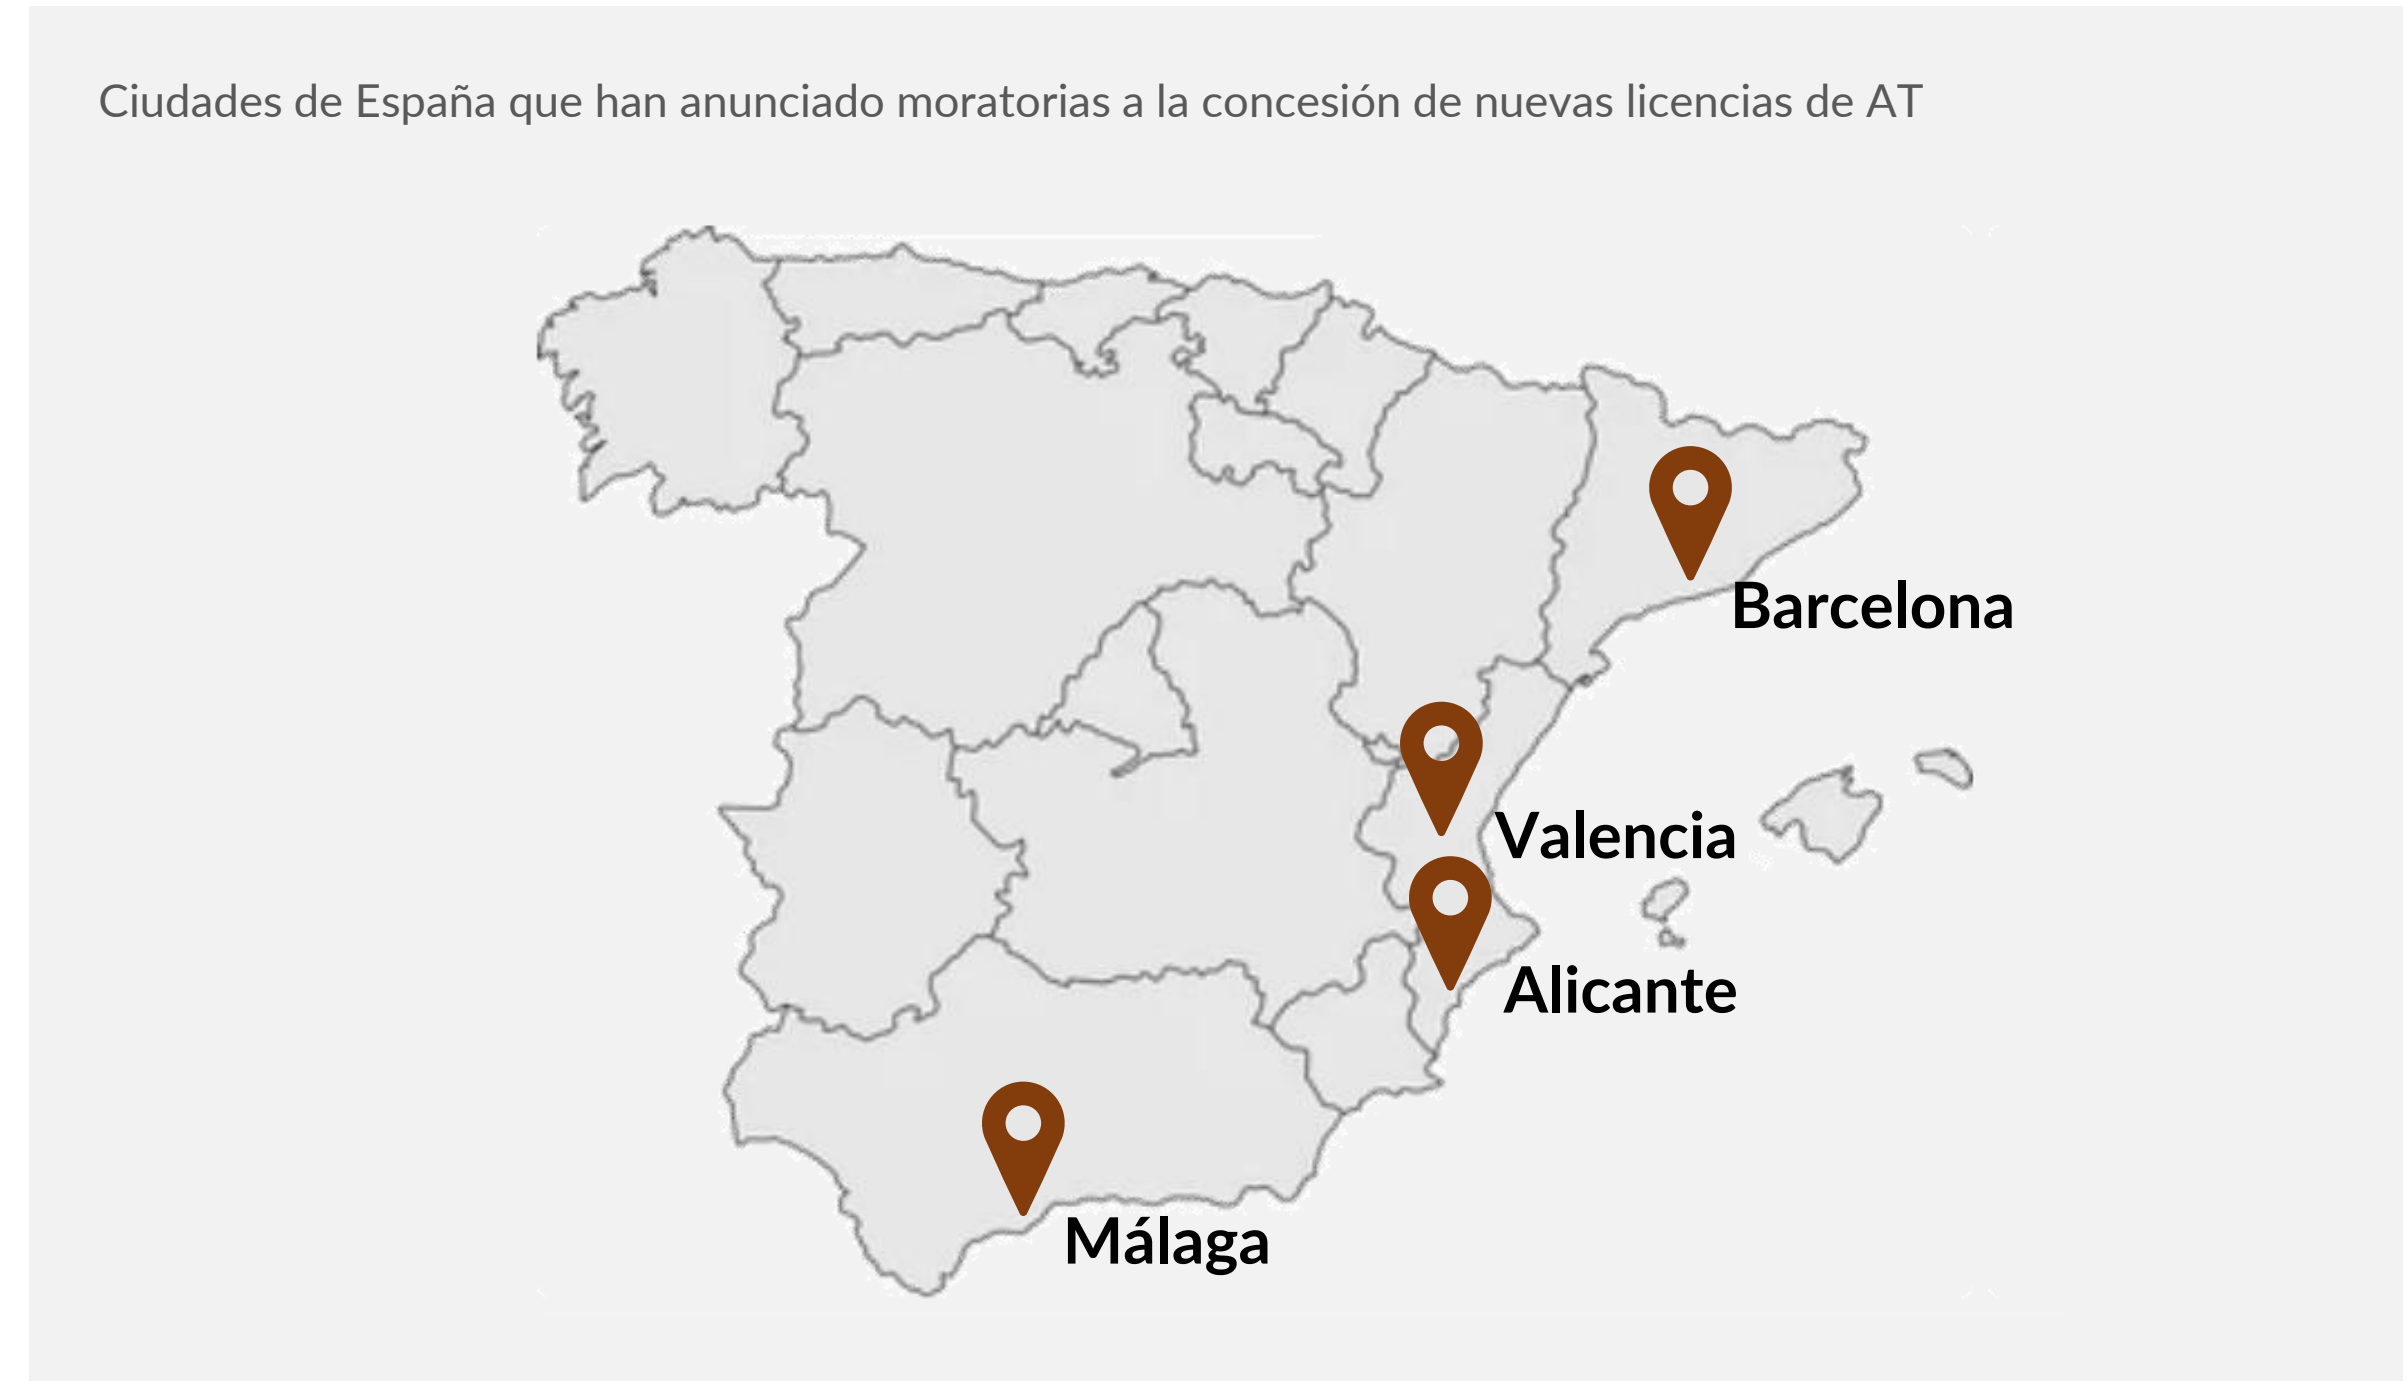 Ciudades de España que han anunciado moratorias a la concesión de nuevas licencias de AT
Barcelona
Valencia
Alicante
Málaga